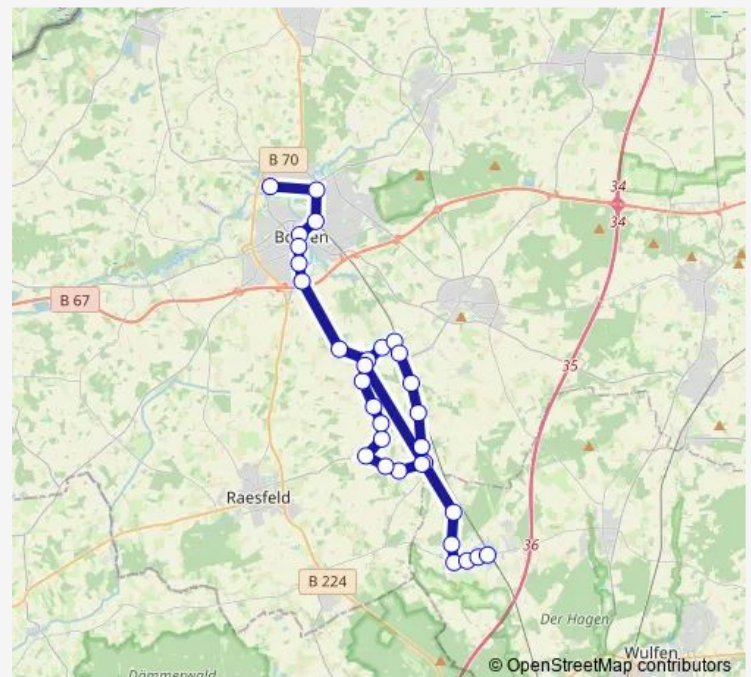 B 70
34
34
Bo en
B 67
35
Raesfeld
36
B 224
Der Hagen
Wulfen
Dämmerwald
© OpenStreetMap contributors